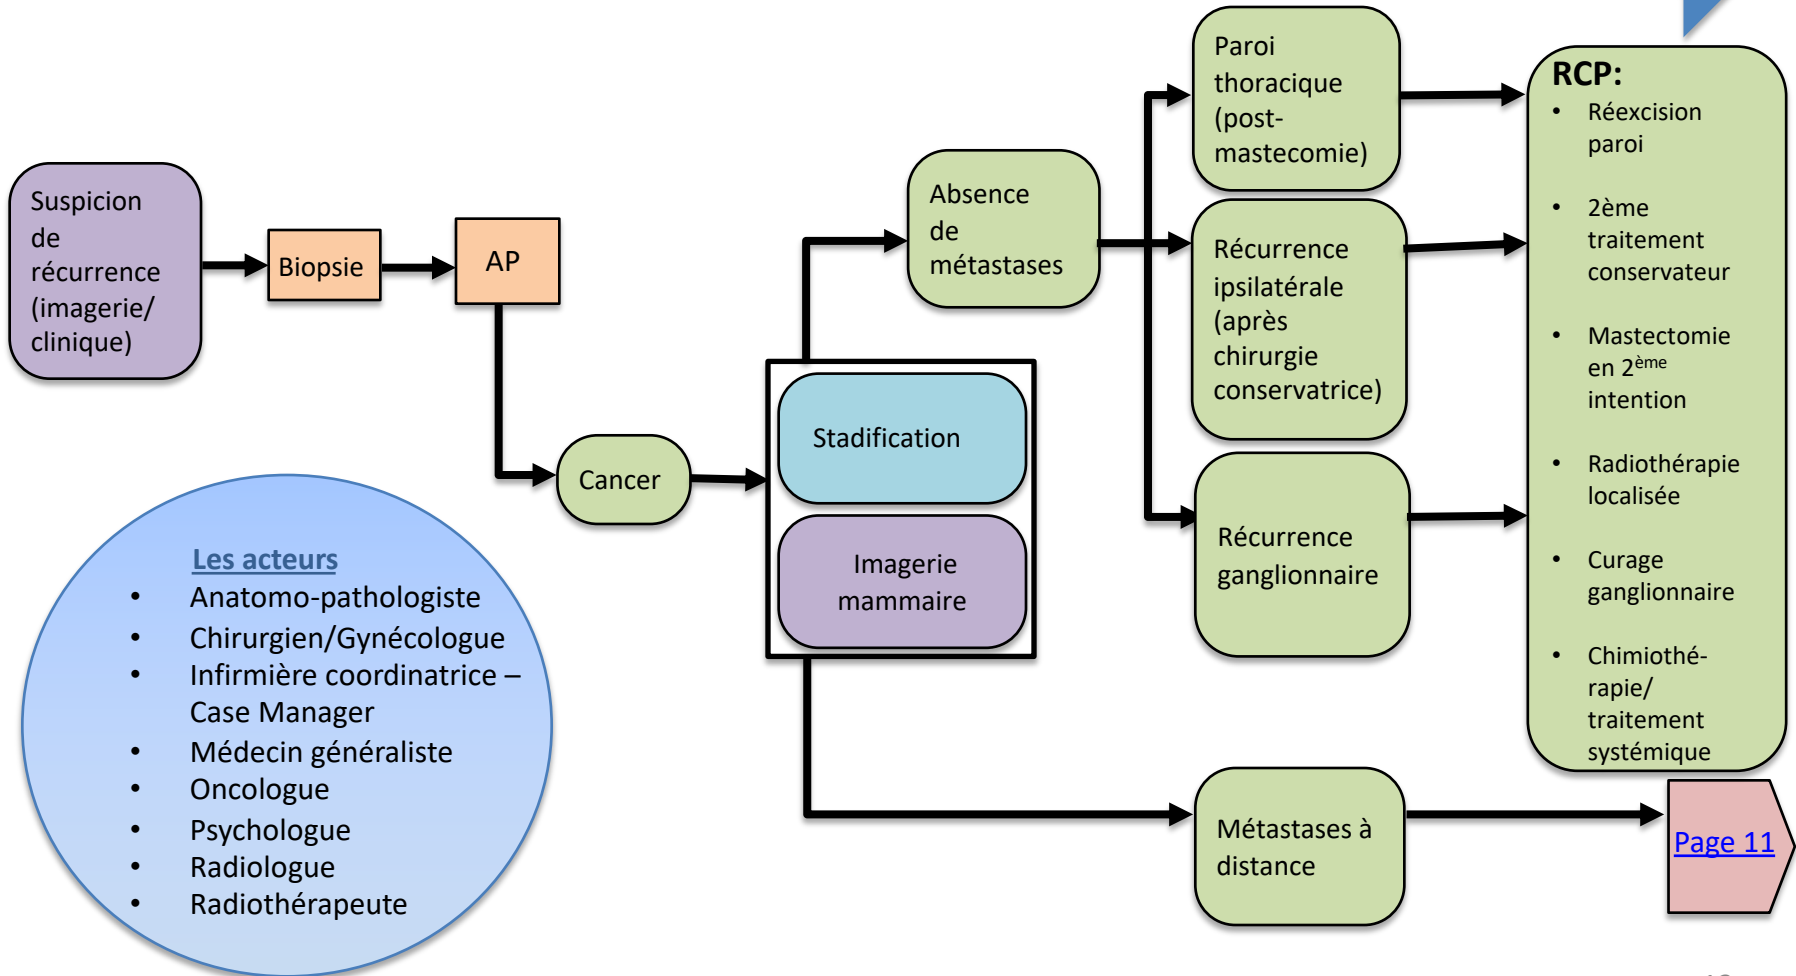 Suspicion
de
récurrence
(imagerie/
clinique)
Biopsie
AP
Cancer
Stadification
Imagerie
mammaire
Absence
de
métastases
Paroi
thoracique
(post-
mastecomie)
Récurrence
ipsilatérale
(après
chirurgie
conservatrice)
Récurrence
ganglionnaire
Métastases à
distance
RCP:
• Réexcision
paroi
• 2ème
traitement
conservateur
• Mastectomie
en 2ème
intention
• Radiothérapie
localisée
• Curage
ganglionnaire
• Chimiothé-
rapie/
traitement
systémique
Page 11
Les acteurs
• Anatomo-pathologiste
• Chirurgien/Gynécologue
• Infirmière coordinatrice –
Case Manager
• Médecin généraliste
• Oncologue
• Psychologue
• Radiologue
• Radiothérapeute